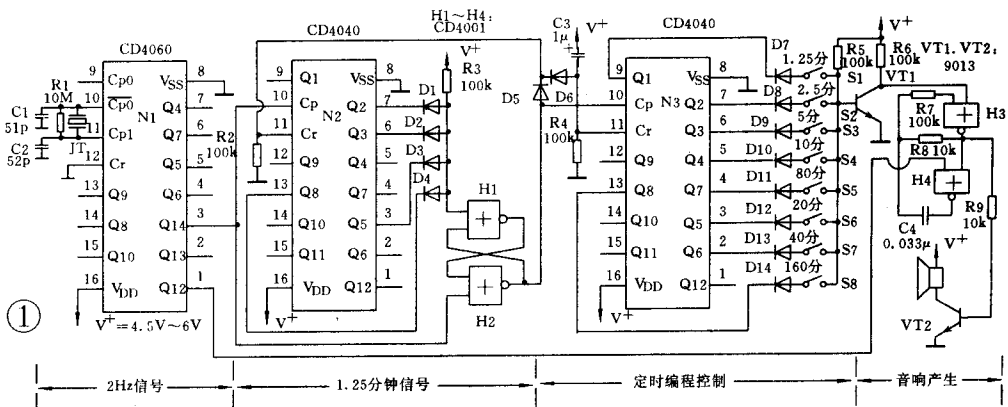 H1～H4：
CD4001
CD4060
CD4040
CD4040
C3
1μ
V+
V+
V+
V+
R1
10M
C1
51p
C2
52p
JT
9
10
11
12
13
14
15
16
Cp0
Cp0
Cp1
Cr
Q9
Q8
Q10
VDD
N1
VSS
Q4
Q7
Q5
Q6
Q14
Q13
Q12
8
7
6
5
4
3
2
1
V+＝4.5V～6V
R2
100k
9
10
11
12
13
14
15
16
Q1
Cp
Cr
Q9
Q8
Q10
Q11
VDD
N2
VSS
Q2
Q3
Q4
Q7
Q5
Q6
Q12
8
7
6
5
4
3
2
1
V+
D1
D2
D3
D4
R3
100k
H1
H2
D5
D6
R4
100k
9
10
11
12
13
14
15
16
Q1
Cp
Cr
Q9
Q8
Q10
Q11
VDD
N3
VSS
Q2
Q3
Q4
Q7
Q5
Q6
Q12
8
7
6
5
4
3
2
1
V+
D7
D8
D9
D10
D11
D12
D13
D14
1.25分
2.5分
5分
10分
80分
20分
40分
160分
S1
S2
S3
S4
S5
S6
S7
S8
R5
100k
R6
100k
VT1、VT2：
9013
VT1
R7
100k
H3
R8 10k
H4
C4
0.033μ
R9
10k
V+
VT2
①
2Hz信号
1.25分钟信号
定时编程控制
音响产生